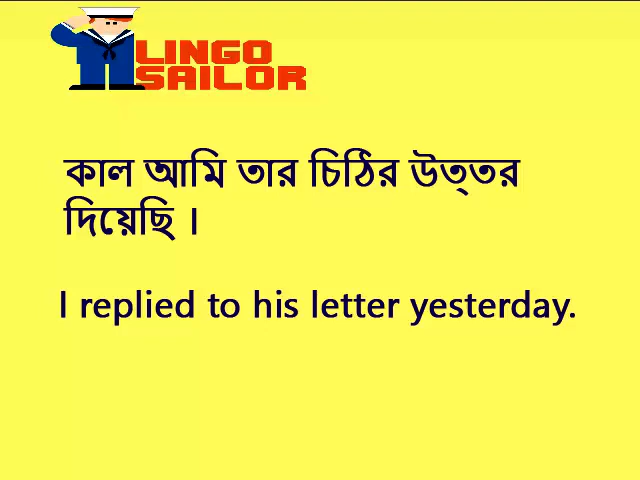 LINGO
SAILOR
কাল আমি তার চিঠির উত্‌তর
দিয়েছি ।
I replied to his letter yesterday.